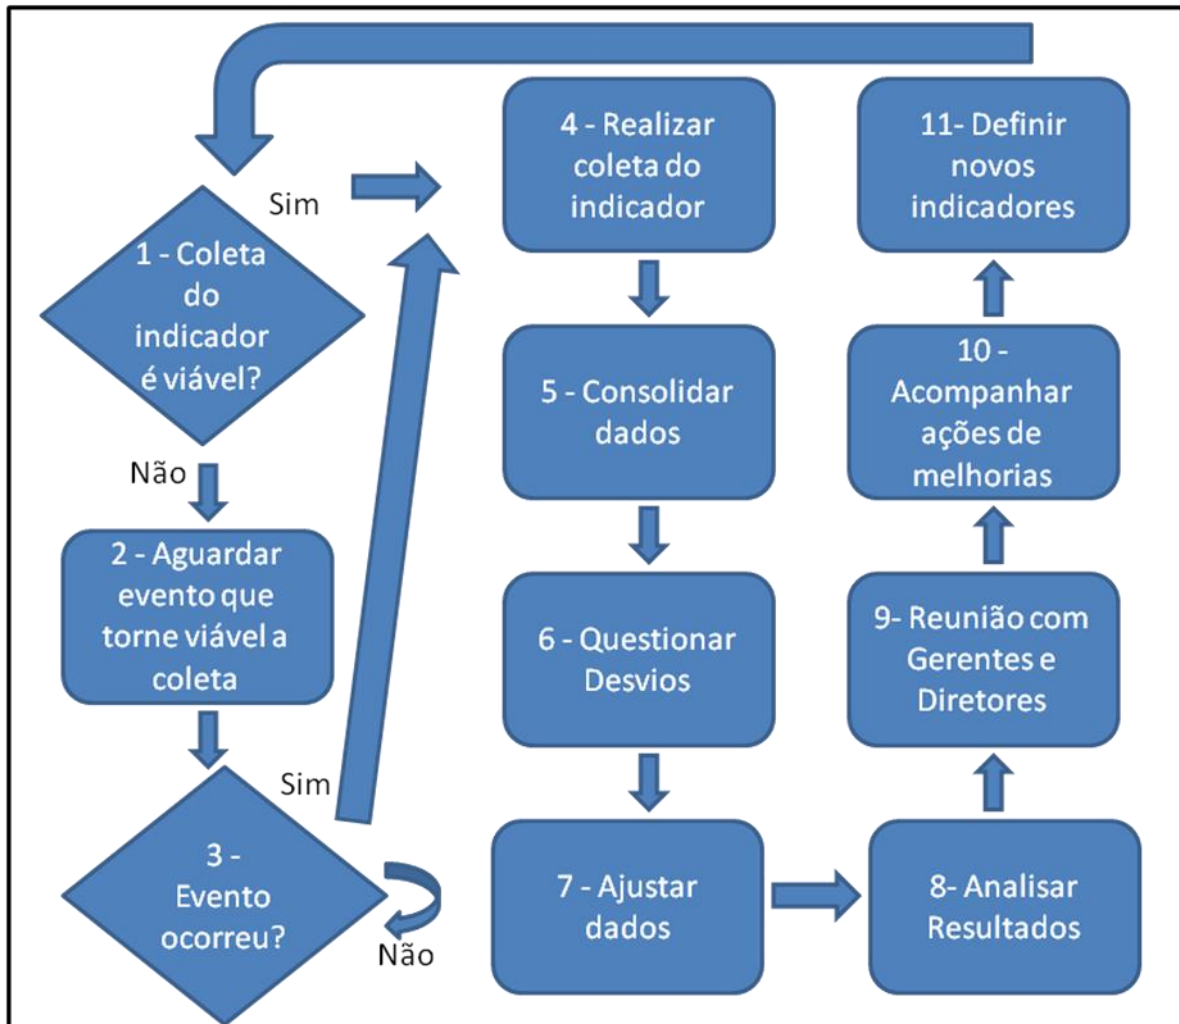 1 - Coleta
do
indicador
é viável?
Sim
Não
2 - Aguardar
evento que
torne viável a
coleta
3 -
Evento
ocorreu?
Sim
Não
4 - Realizar
coleta do
indicador
5 - Consolidar
dados
6 - Questionar
Desvios
7 - Ajustar
dados
8- Analisar
Resultados
9- Reunião com
Gerentes e
Diretores
10 -
Acompanhar
ações de
melhorias
11- Definir
novos
indicadores